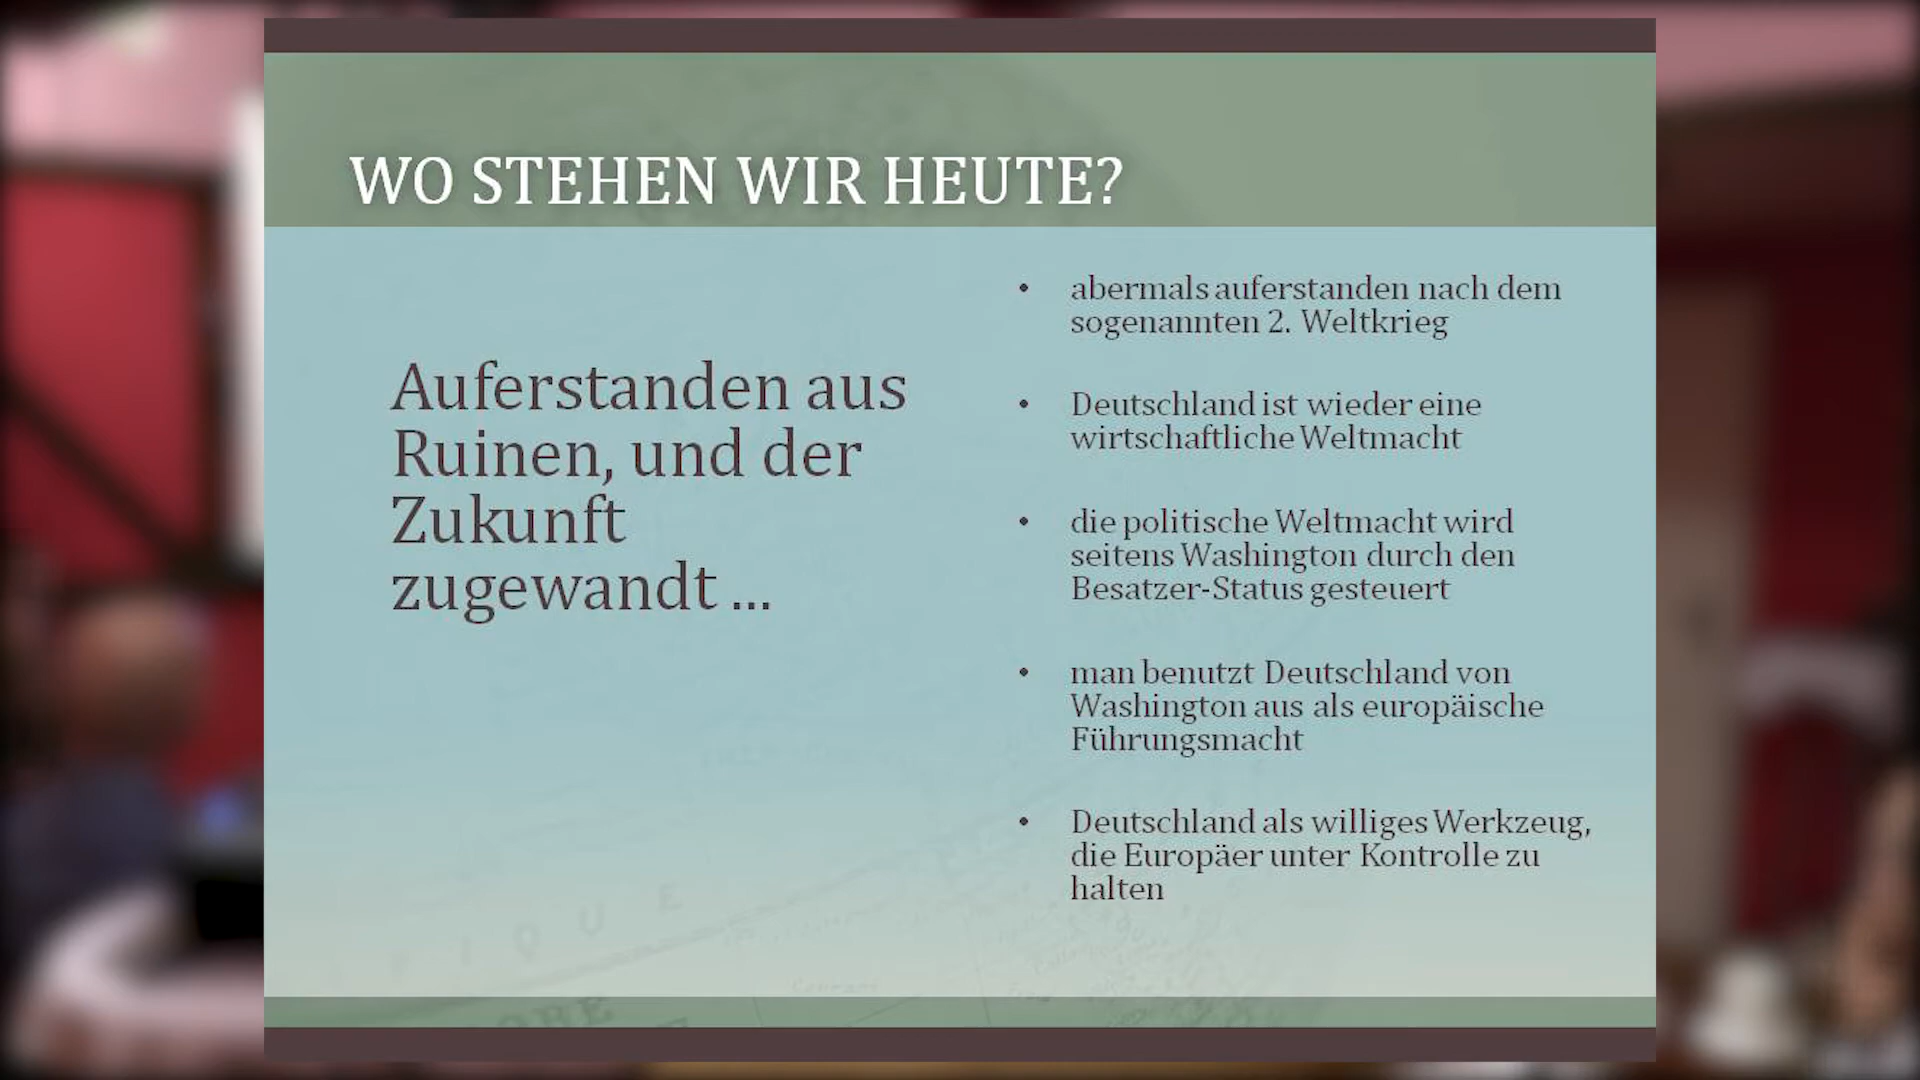 WO STEHEN WIR HEUTE?
Auferstanden aus
Ruinen, und der
Zukunft
zugewandt ...
• abermals auferstanden nach dem
sogenannten 2. Weltkrieg
• Deutschland ist wieder eine
wirtschaftliche Weltmacht
• die politische Weltmacht wird
seitens Washington durch den
Besatzer-Status gesteuert
• man benutzt Deutschland von
Washington aus als europäische
Führungsmacht
• Deutschland als williges Werkzeug,
die Europäer unter Kontrolle zu
halten